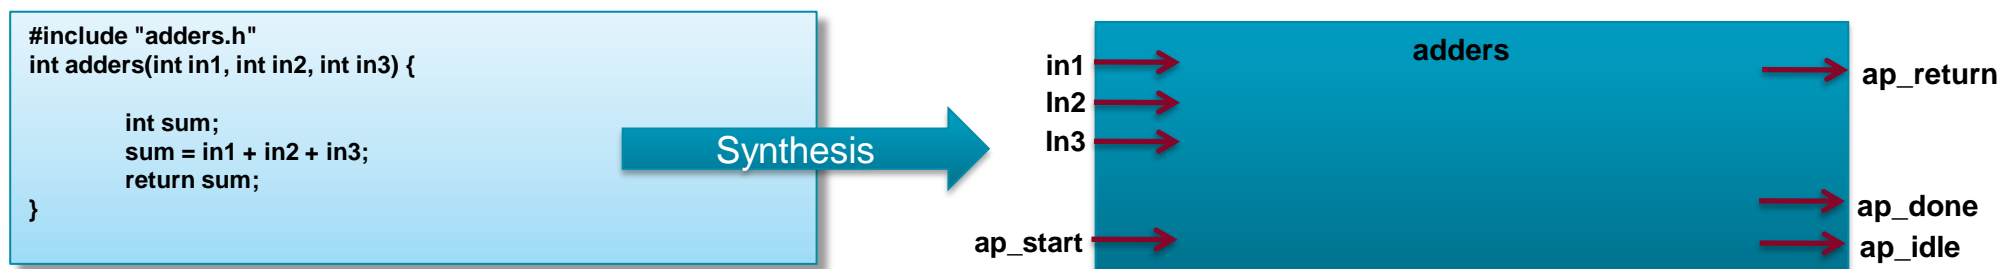 #include "adders.h"
int adders(int in1, int in2, int in3) {
int sum;
sum = in1 + in2 + in3;
return sum;
}
Synthesis
adders
in1
In2
In3
ap_start
ap_return
ap_done
ap_idle